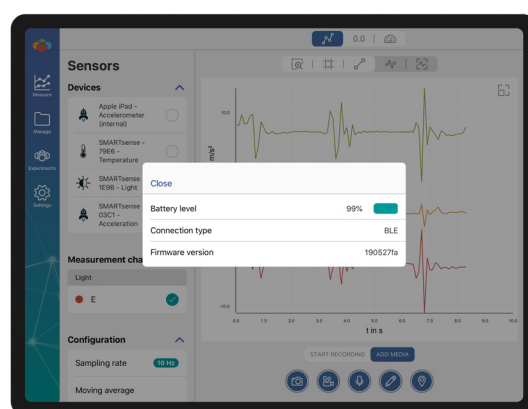 0.0
Sensors
Devices
Apple iPad -
Accelerometer
(internal)
SMARTsense -
79E6 -
Temperature
SMARTsense -
1E9B - Light
SMARTsense -
03C1 -
Acceleration
Measurement cha
Light
E
Configuration
Sampling rate
10 Hz
Moving average
Measure
Manage
Experiments
Settings
Close
Battery level
99%
Connection type
BLE
Firmware version
190527fa
m/s²
10.0
-10.0
0.0 1.0 2.0 3.0 4.0 5.0 6.0 7.0 8.0 9.0 10.0
t in s
START RECORDING
ADD MEDIA